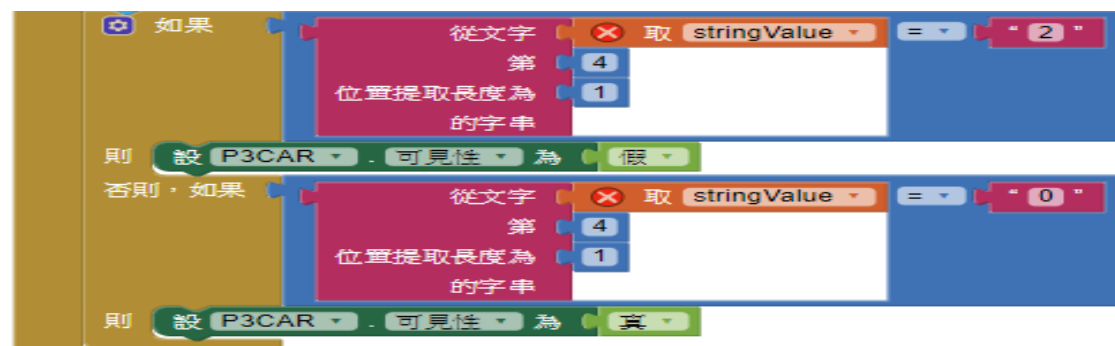 如果 從文字 取 stringValue = " 2 "
第 4
位置提取長度為 1
的字串
則 設 P3CAR . 可見性 為 假
否則，如果 從文字 取 stringValue = " 0 "
第 4
位置提取長度為 1
的字串
則 設 P3CAR . 可見性 為 真